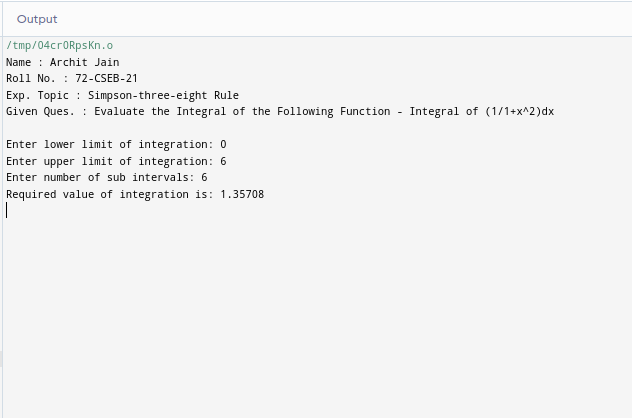 Output
/tmp/O4crORpsKn.o
Name : Archit Jain
Roll No. : 72-CSEB-21
Exp. Topic : Simpson-three-eight Rule
Given Ques. : Evaluate the Integral of the Following Function - Integral of (1/1+x^2)dx
Enter lower limit of integration: 0
Enter upper limit of integration: 6
Enter number of sub intervals: 6
Required value of integration is: 1.35708